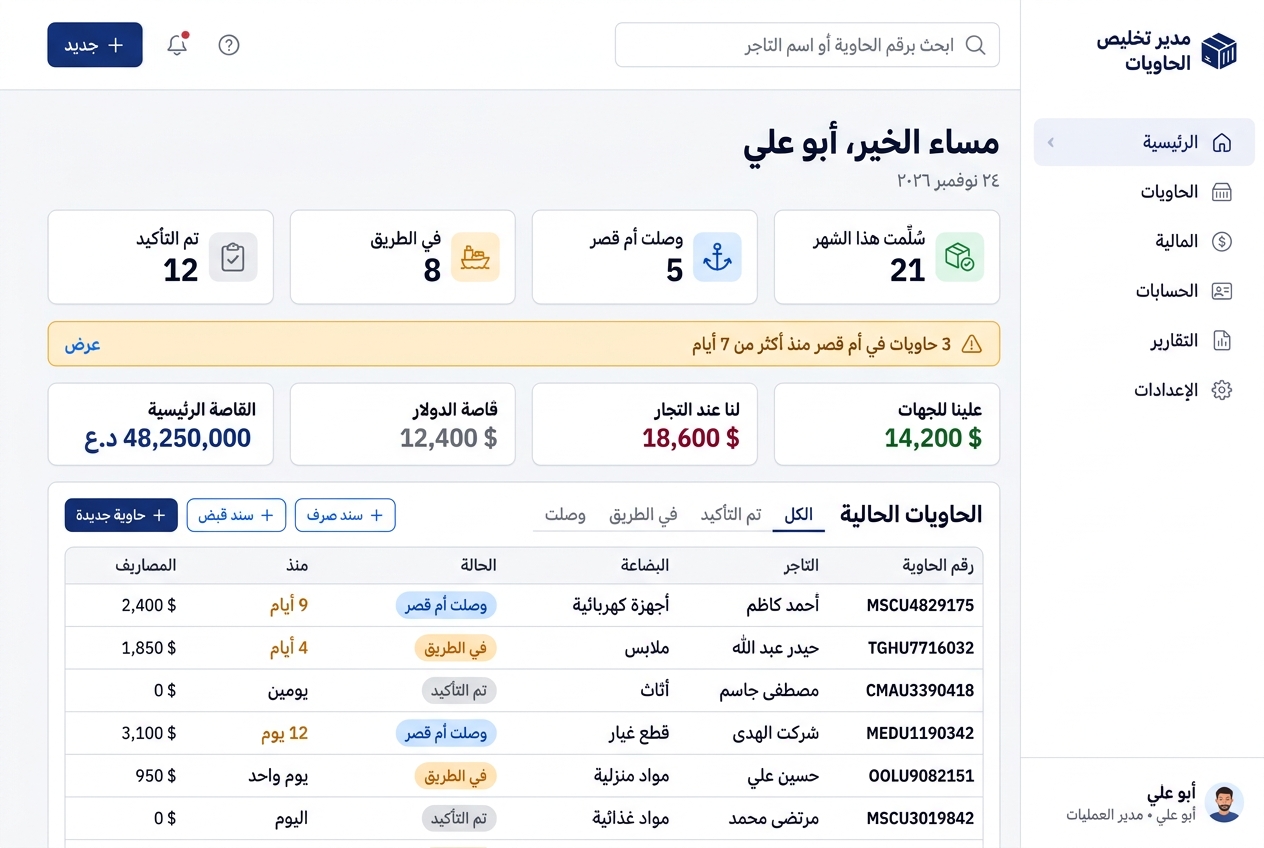 مدير تخليص
الحاويات
ابحث برقم الحاوية أو اسم التاجر
جديد
الرئيسية
الحاويات
المالية
الحسابات
التقارير
الإعدادات
مساء الخير، أبو علي
٢٤ نوفمبر ٢٠٢٦
سُلِّمت هذا الشهر
21
وصلت أم قصر
5
في الطريق
8
تم التأكيد
12
3 حاويات في أم قصر منذ أكثر من 7 أيام
عرض
علينا للجهات
14,200 $
لنا عند التجار
18,600 $
قاصة الدولار
12,400 $
القاصة الرئيسية
48,250,000 د.ع
الحاويات الحالية
الكل تم التأكيد في الطريق وصلت
سند صرف سند قبض حاوية جديدة
رقم الحاوية التاجر البضاعة الحالة منذ المصاريف
MSCU4829175 أحمد كاظم أجهزة كهربائية وصلت أم قصر 9 أيام 2,400 $
TGHU7716032 حيدر عبد الله ملابس في الطريق 4 أيام 1,850 $
CMAU3390418 مصطفى جاسم أثاث تم التأكيد يومين 0 $
MEDU1190342 شركت الهدى قطع غيار وصلت أم قصر 12 يوم 3,100 $
OOLU9082151 حسين علي مواد منزلية في الطريق يوم واحد 950 $
MSCU3019842 مرتضى محمد مواد غذائية تم التأكيد اليوم 0 $
أبو علي
أبو علي • مدير العمليات